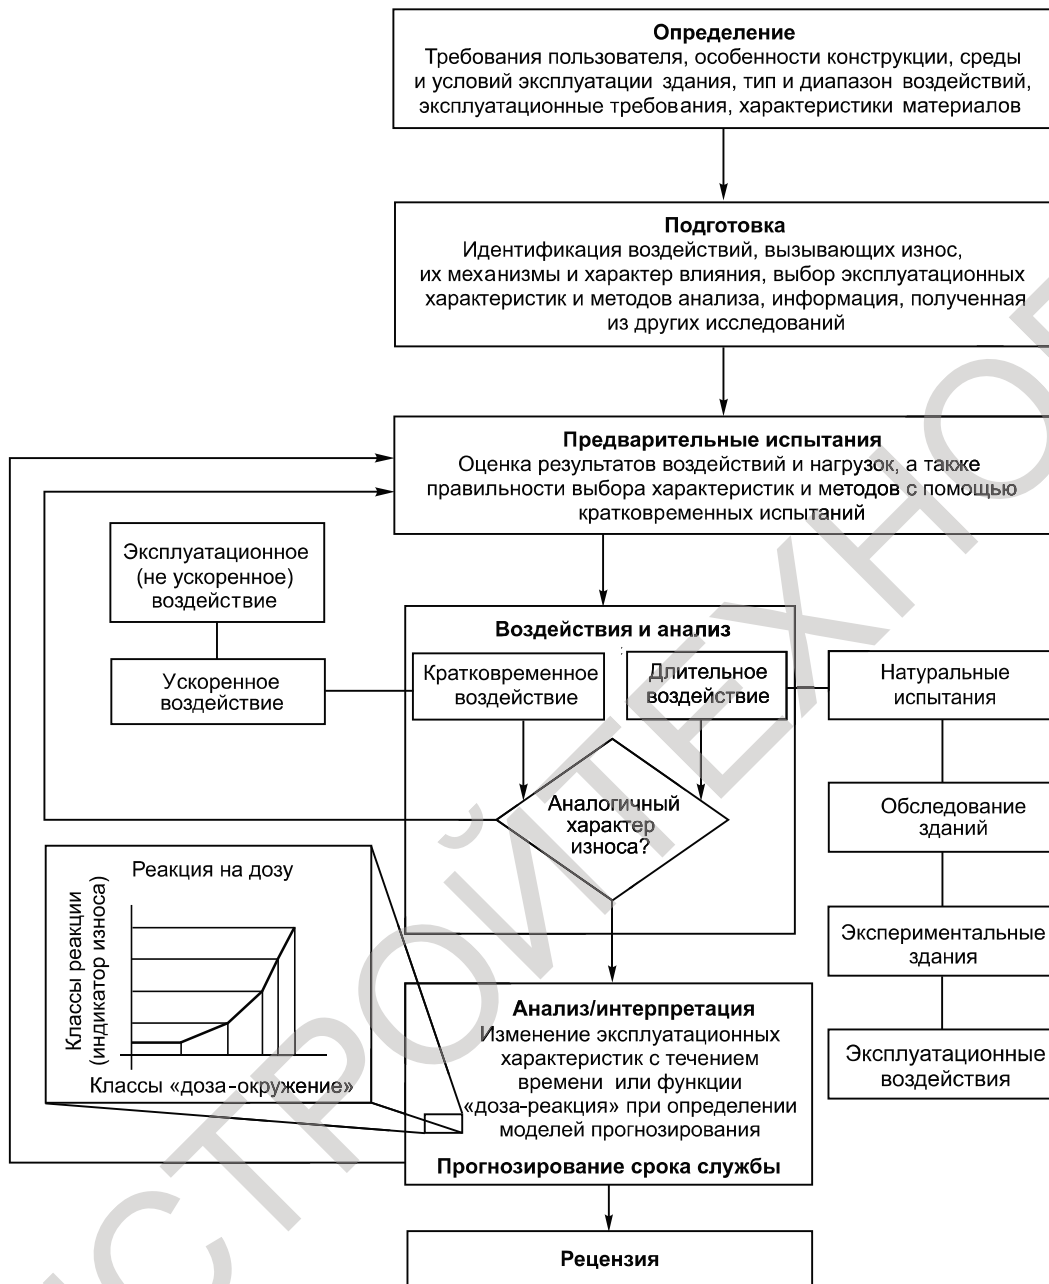 Определение
Требования пользователя, особенности конструкции, среды
и условий эксплуатации здания, тип и диапазон воздействий,
эксплуатационные требования, характеристики материалов
Подготовка
Идентификация воздействий, вызывающих износ,
их механизмы и характер влияния, выбор эксплуатационных
характеристик и методов анализа, информация, полученная
из других исследований
Предварительные испытания
Оценка результатов воздействий и нагрузок, а также
правильности выбора характеристик и методов с помощью
кратковременных испытаний
Эксплуатационное
(не ускоренное)
воздействие
Ускоренное
воздействие
Воздействия и анализ
Кратковременное
воздействие
Длительное
воздействие
Аналогичный
характер
износа?
Натуральные
испытания
Обследование
зданий
Экспериментальные
здания
Эксплуатационные
воздействия
Реакция на дозу
Классы реакции
(индикатор износа)
Классы «доза-окружение»
Анализ/интерпретация
Изменение эксплуатационных
характеристик с течением
времени или функции
«доза-реакция» при определении
моделей прогнозирования
Прогнозирование срока службы
Рецензия
СТРОЙТЕХНО